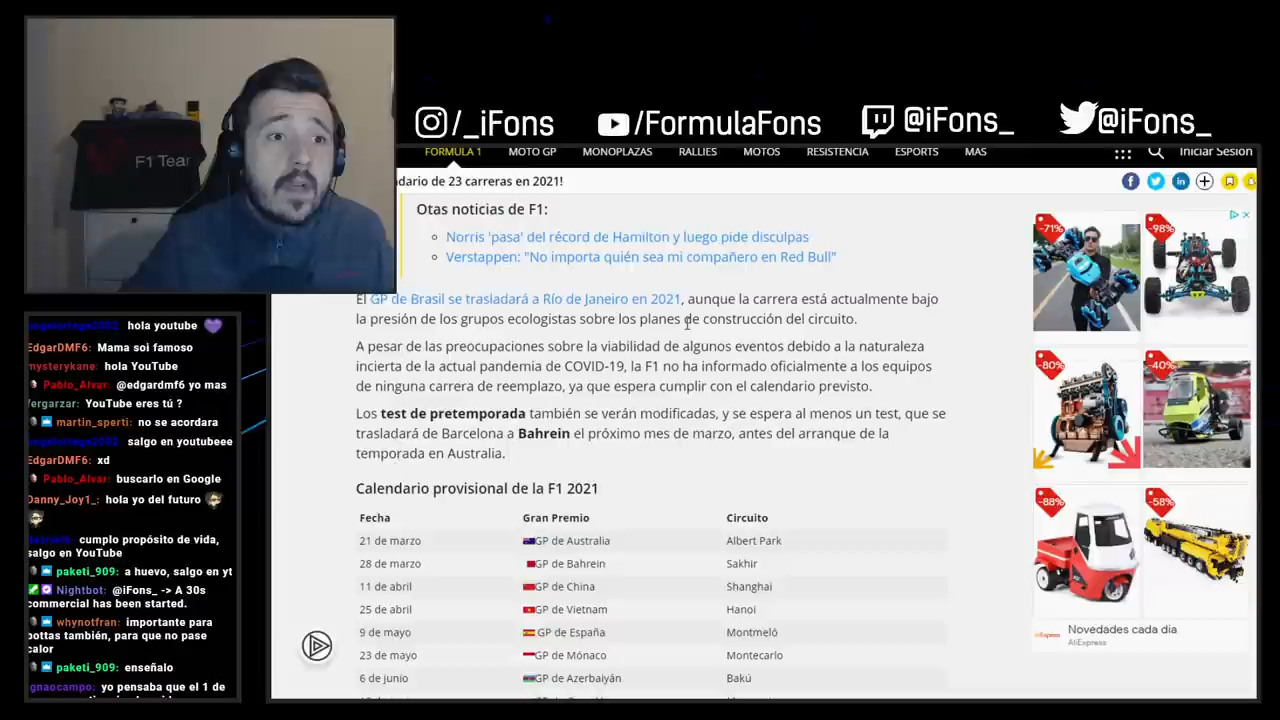 F1 Tear
/_iFons
/FormulaFons
@iFons_
@iFons_
FORMULA 1
MOTO GP
MONOPLAZAS
RALLIES
MOTOS
RESISTENCIA
ESPORTS
MÁS
Iniciar Sesión
ndario de 23 carreras en 2021!
Otas noticias de F1:
Norris 'pasa' del récord de Hamilton y luego pide disculpas
Verstappen: "No importa quién sea mi compañero en Red Bull"
El GP de Brasil se trasladará a Río de Janeiro en 2021, aunque la carrera está actualmente bajo
la presión de los grupos ecologistas sobre los planes de construcción del circuito.
A pesar de las preocupaciones sobre la viabilidad de algunos eventos debido a la naturaleza
incierta de la actual pandemia de COVID-19, la F1 no ha informado oficialmente a los equipos
de ninguna carrera de reemplazo, ya que espera cumplir con el calendario previsto.
Los test de pretemporada también se verán modificadas, y se espera al menos un test, que se
trasladará de Barcelona a Bahrein el próximo mes de marzo, antes del arranque de la
temporada en Australia.
Calendario provisional de la F1 2021
Fecha Gran Premio Circuito
21 de marzo GP de Australia Albert Park
28 de marzo GP de Bahrein Sakhir
11 de abril GP de China Shanghai
25 de abril GP de Vietnam Hanoi
9 de mayo GP de España Montmeló
23 de mayo GP de Mónaco Montecarlo
6 de junio GP de Azerbaiyán Bakú
-71%
-98%
-80%
-40%
-88%
-58%
AliExpress
Novedades cada día
AliExpress
hola youtube
EdgarDMF6: Mama soi famoso
mysterykane: hola YouTube
Pablo_Alvar: @edgardmf6 yo mas
Vergarzar: YouTube eres tú ?
martin_sperti: no se acordara
salgo en youtubeee
EdgarDMF6: xd
Pablo_Alvar: buscarlo en Google
Danny_Joy1_: hola yo del futuro
cumplo propósito de vida,
salgo en YouTube
paketi_909: a huevo, salgo en yt
Nightbot: @iFons_ -> A 30s
commercial has been started.
whynotfran: importante para
bottas también, para que no pase
calor
paketi_909: enseñalo
gnaocampo: yo pensaba que el 1 de